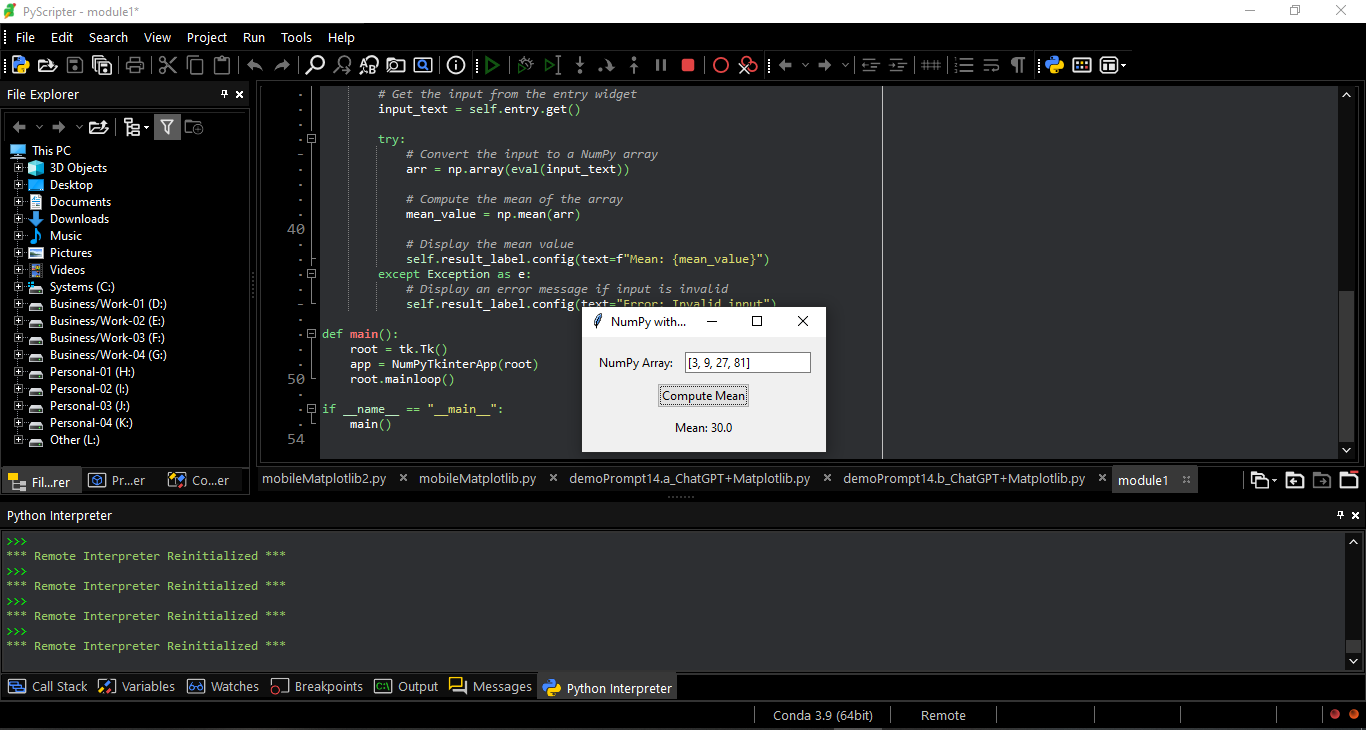 PyScripter - module1*
File Edit Search View Project Run Tools Help
File Explorer
This PC
3D Objects
Desktop
Documents
Downloads
Music
Pictures
Videos
Systems (C:)
Business/Work-01 (D:)
Business/Work-02 (E:)
Business/Work-03 (F:)
Business/Work-04 (G:)
Personal-01 (H:)
Personal-02 (I:)
Personal-03 (J:)
Personal-04 (K:)
Other (L:)
Fil...rer Pr...er Co...er
# Get the input from the entry widget
input_text = self.entry.get()
try:
# Convert the input to a NumPy array
arr = np.array(eval(input_text))
# Compute the mean of the array
mean_value = np.mean(arr)
40
# Display the mean value
self.result_label.config(text=f"Mean: {mean_value}")
except Exception as e:
# Display an error message if input is invalid
self.result_label.config(text="Error: Invalid input")
def main():
root = tk.Tk()
app = NumPyTkinterApp(root)
50 root.mainloop()
if __name__ == "__main__":
main()
54
NumPy with...
NumPy Array: [3, 9, 27, 81]
Compute Mean
Mean: 30.0
mobileMatplotlib2.py mobileMatplotlib.py demoPrompt14.a_ChatGPT+Matplotlib.py demoPrompt14.b_ChatGPT+Matplotlib.py module1
Python Interpreter
>>>
*** Remote Interpreter Reinitialized ***
>>>
*** Remote Interpreter Reinitialized ***
>>>
*** Remote Interpreter Reinitialized ***
>>>
*** Remote Interpreter Reinitialized ***
Call Stack Variables Watches Breakpoints Output Messages Python Interpreter
Conda 3.9 (64bit) Remote